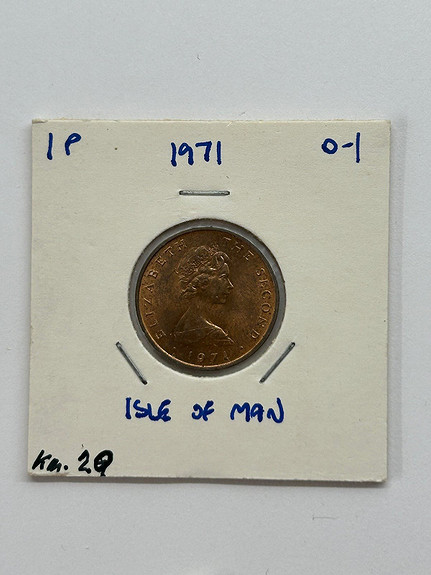 1P 1971 0-1
ELIZABETH THE SECOND
· 1971 ·
ISLE OF MAN
Km. 20